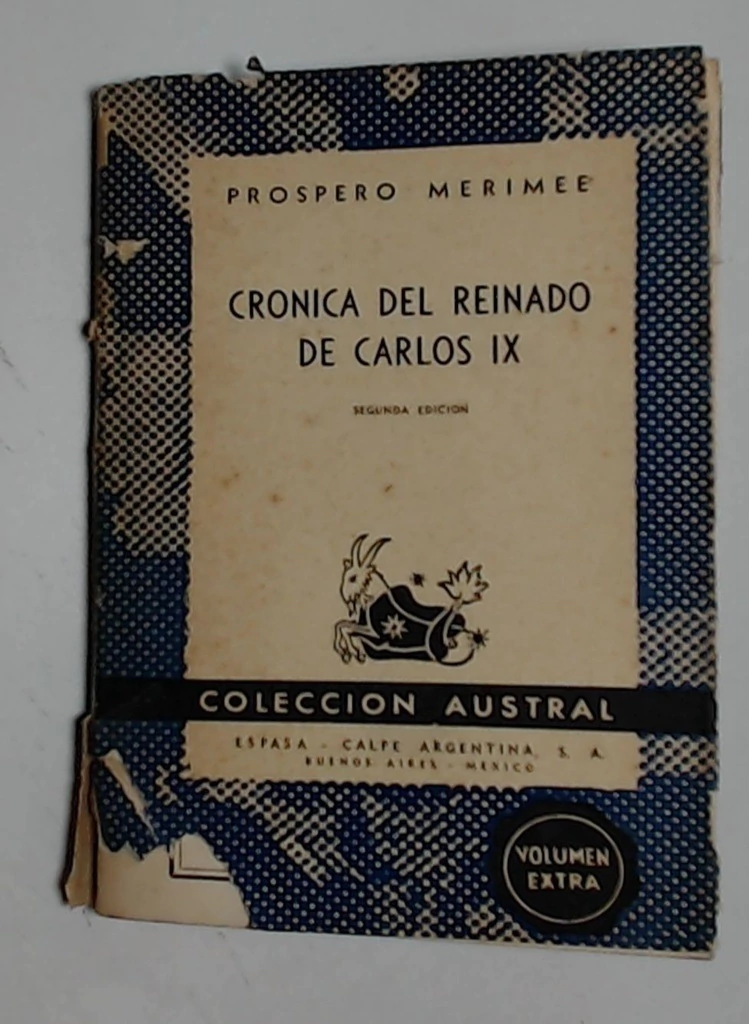 PROSPERO MERIMEE
CRONICA DEL REINADO
DE CARLOS IX
SEGUNDA EDICION
COLECCION AUSTRAL
ESPASA - CALPE ARGENTINA, S. A.
BUENOS AIRES - MEXICO
VOLUMEN
EXTRA